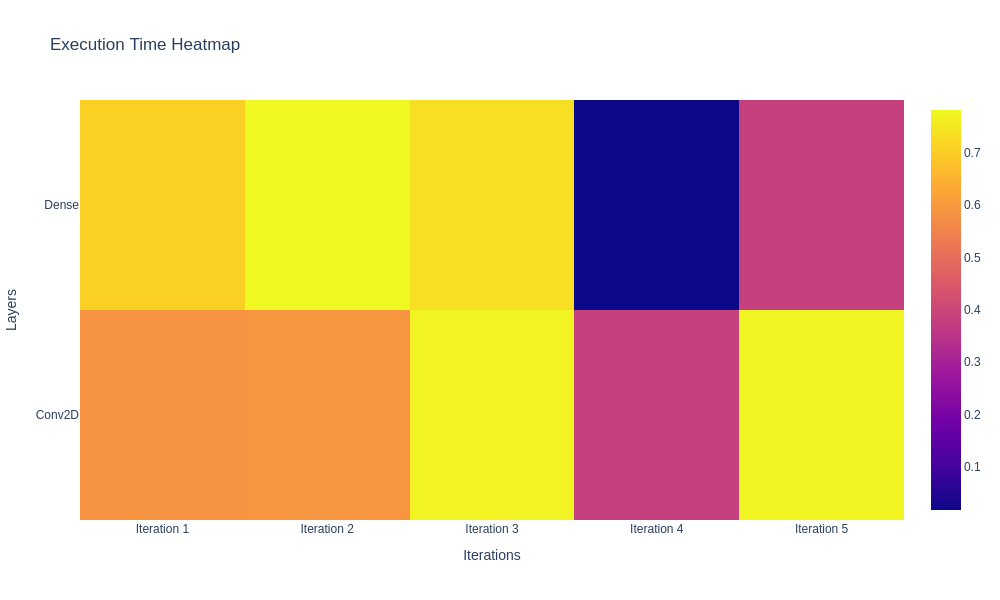 Execution Time Heatmap
Layers
Dense
Conv2D
Iteration 1
Iteration 2
Iteration 3
Iteration 4
Iteration 5
Iterations
0.7
0.6
0.5
0.4
0.3
0.2
0.1